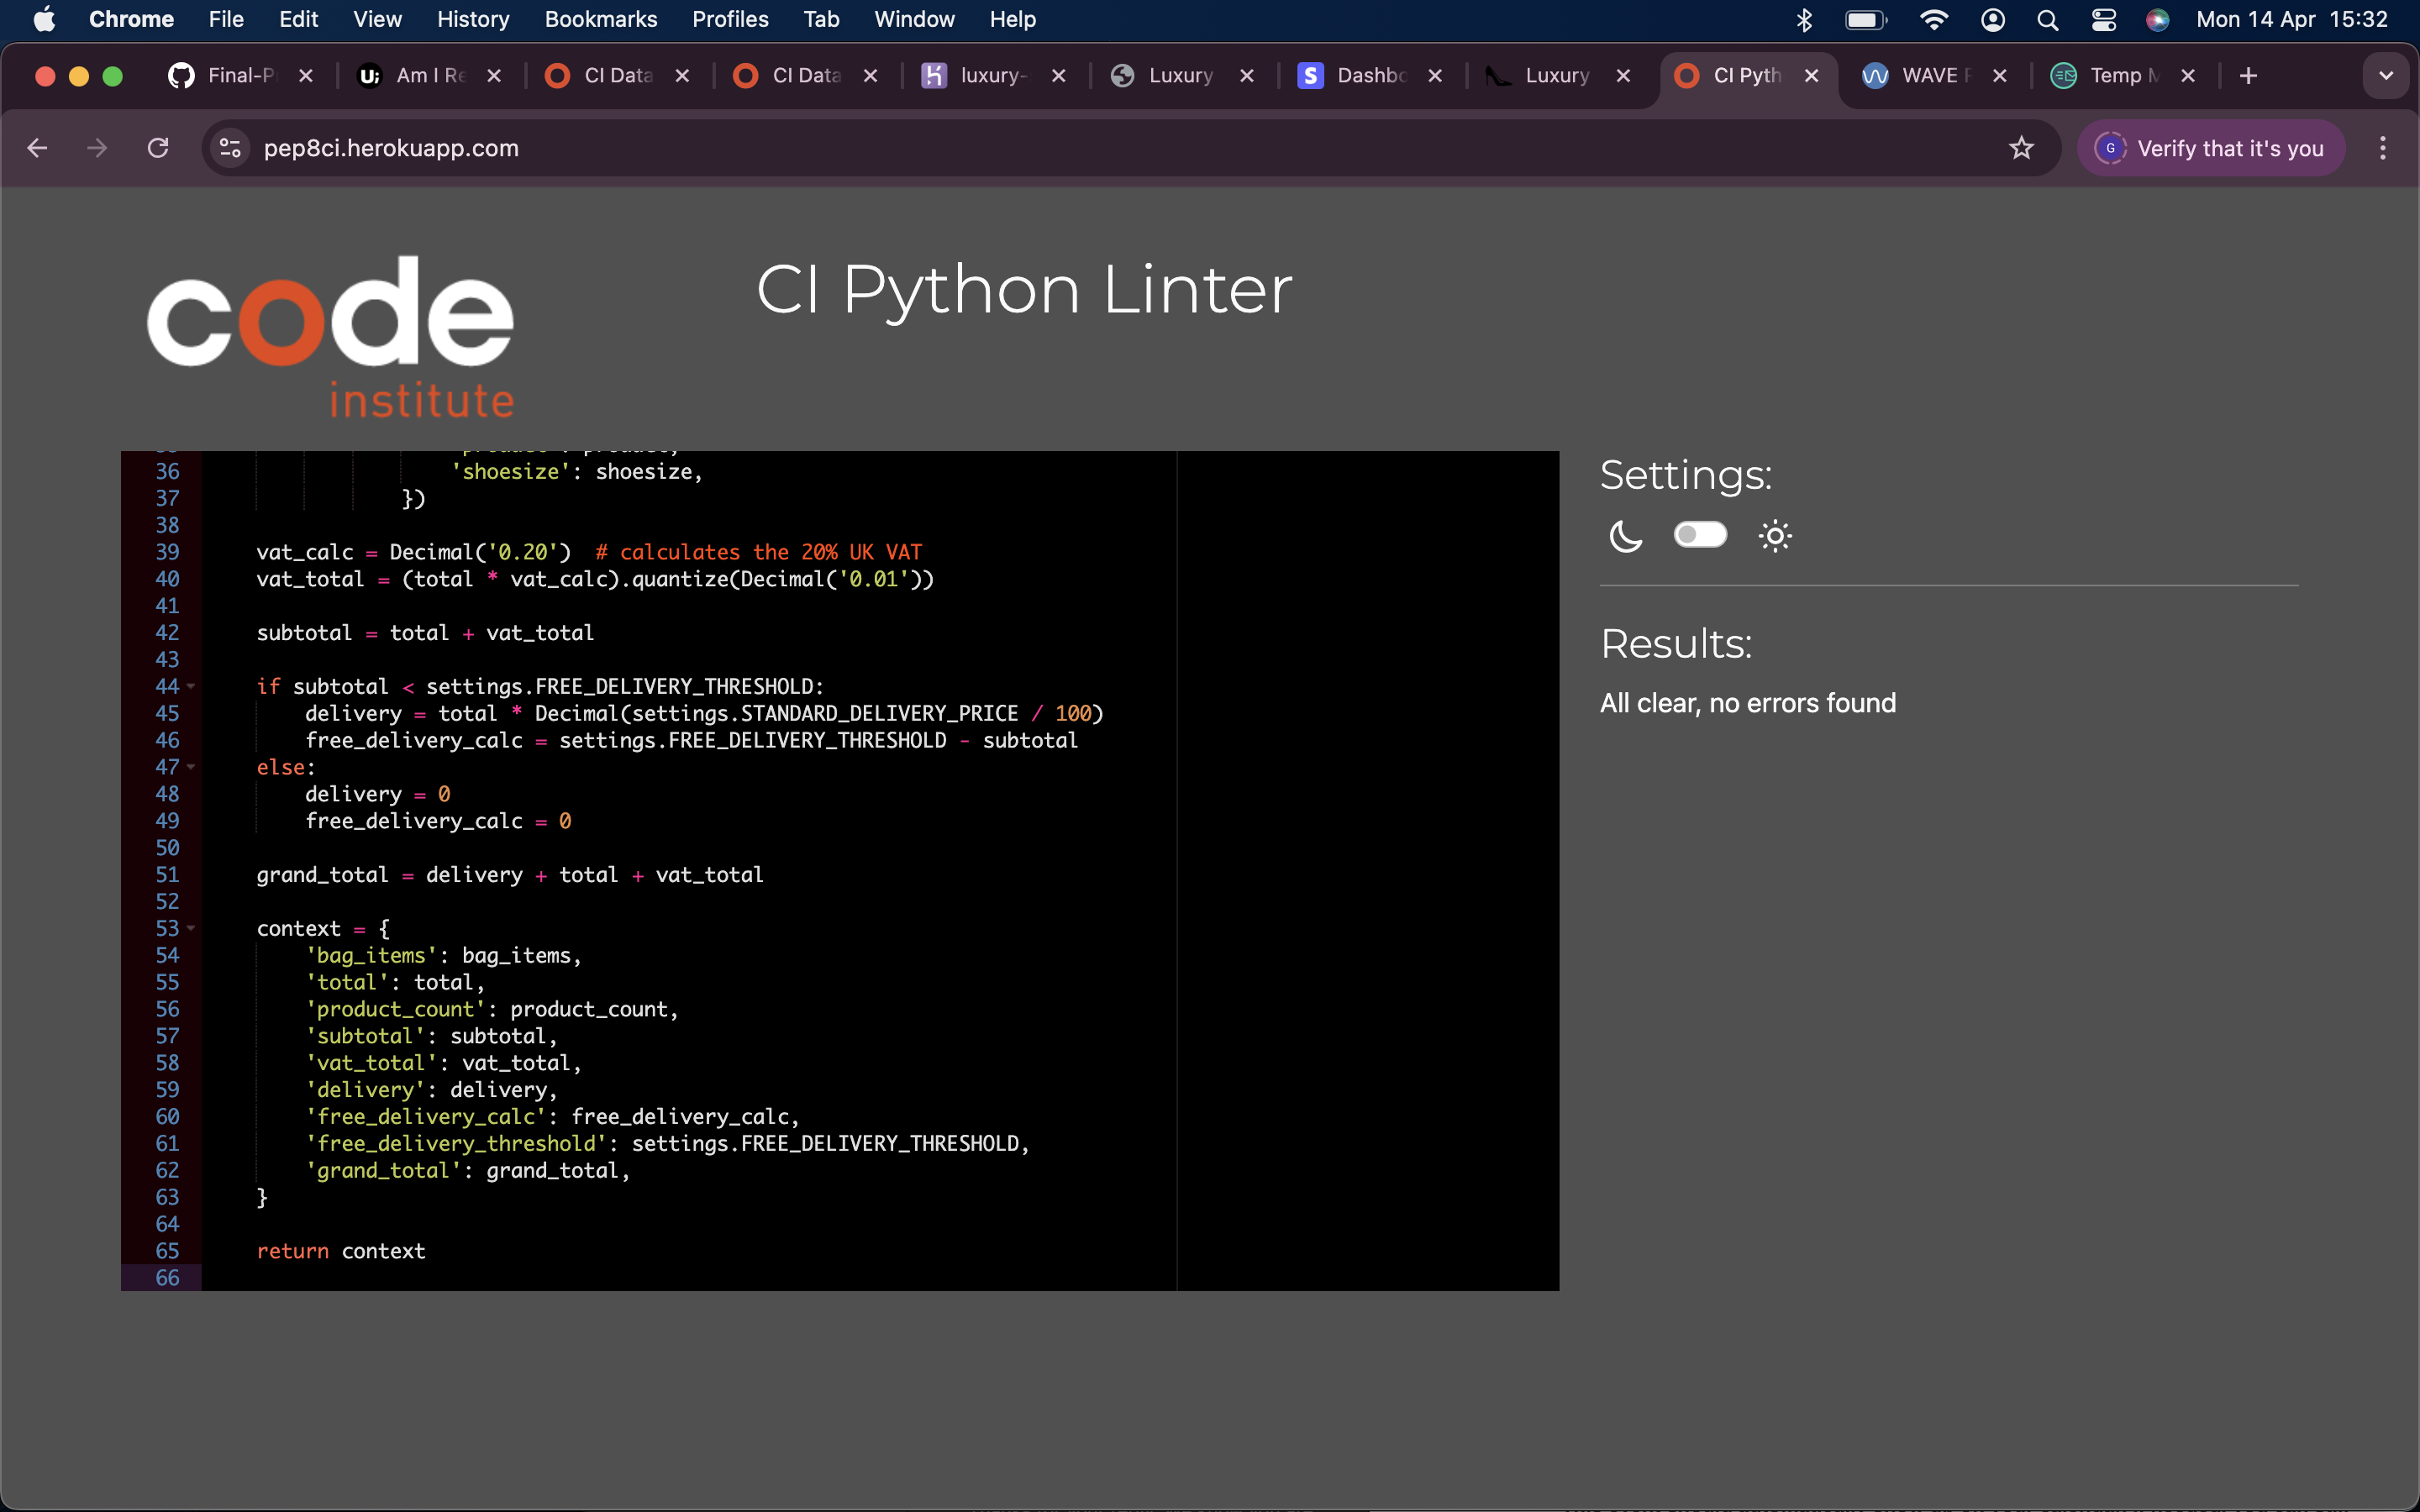 Chrome File Edit View History Bookmarks Profiles Tab Window Help Mon 14 Apr 15:32
Final-P Am I Re CI Data CI Data luxury- Luxury Dashbo Luxury CI Pyth WAVE Temp M
pep8ci.herokuapp.com Verify that it's you
code
institute
CI Python Linter
36 'shoesize': shoesize,
37 })
38
39 vat_calc = Decimal('0.20')  # calculates the 20% UK VAT
40 vat_total = (total * vat_calc).quantize(Decimal('0.01'))
41
42 subtotal = total + vat_total
43
44 if subtotal < settings.FREE_DELIVERY_THRESHOLD:
45 delivery = total * Decimal(settings.STANDARD_DELIVERY_PRICE / 100)
46 free_delivery_calc = settings.FREE_DELIVERY_THRESHOLD - subtotal
47 else:
48 delivery = 0
49 free_delivery_calc = 0
50
51 grand_total = delivery + total + vat_total
52
53 context = {
54 'bag_items': bag_items,
55 'total': total,
56 'product_count': product_count,
57 'subtotal': subtotal,
58 'vat_total': vat_total,
59 'delivery': delivery,
60 'free_delivery_calc': free_delivery_calc,
61 'free_delivery_threshold': settings.FREE_DELIVERY_THRESHOLD,
62 'grand_total': grand_total,
63 }
64
65 return context
66
Settings:
Results:
All clear, no errors found